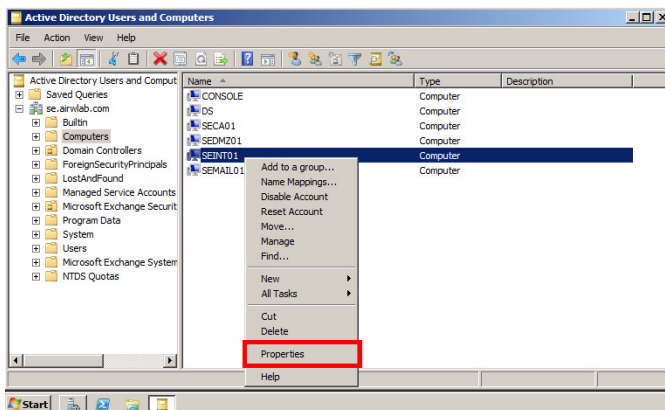 Active Directory Users and Computers
File Action View Help
Active Directory Users and Comput
Saved Queries
se.airwlab.com
Builtin
Computers
Domain Controllers
ForeignSecurityPrincipals
LostAndFound
Managed Service Accounts
Microsoft Exchange Securit
Program Data
System
Users
Microsoft Exchange System
NTDS Quotas
Name Type Description
CONSOLE Computer
DS Computer
SECA01 Computer
SEDMZ01 Computer
SEINT01 Computer
SEMAIL01 Computer
Add to a group...
Name Mappings...
Disable Account
Reset Account
Move...
Manage
Find...
New
All Tasks
Cut
Delete
Properties
Help
Start